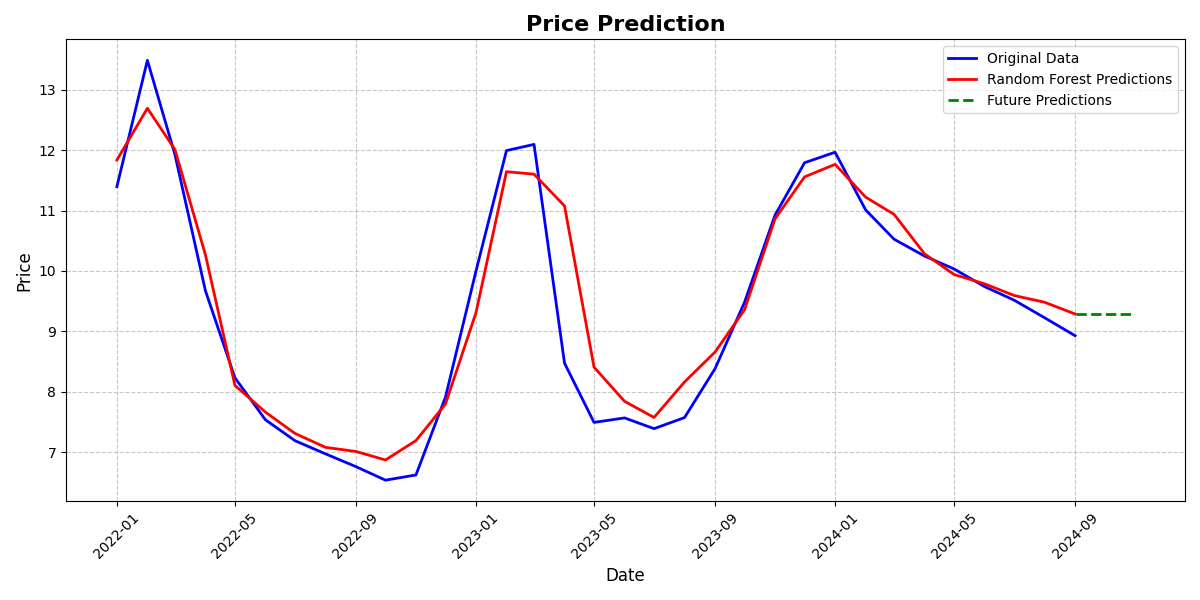 Price Prediction
Original Data
Random Forest Predictions
Future Predictions
Price
13
12
11
10
9
8
7
2022-01
2022-05
2022-09
2023-01
2023-05
2023-09
2024-01
2024-05
2024-09
Date